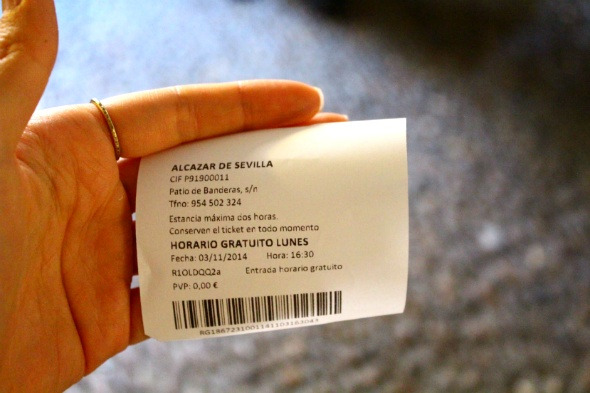 ALCAZAR DE SEVILLA
CIF P91900011
Patio de Banderas, s/n
Tfno: 954 502 324
Estancia máxima dos horas.
Conserven el ticket en todo momento
HORARIO GRATUITO LUNES
Fecha: 03/11/2014 Hora: 16:30
R1OLDQQ2a Entrada horario gratuito
PVP: 0,00 €